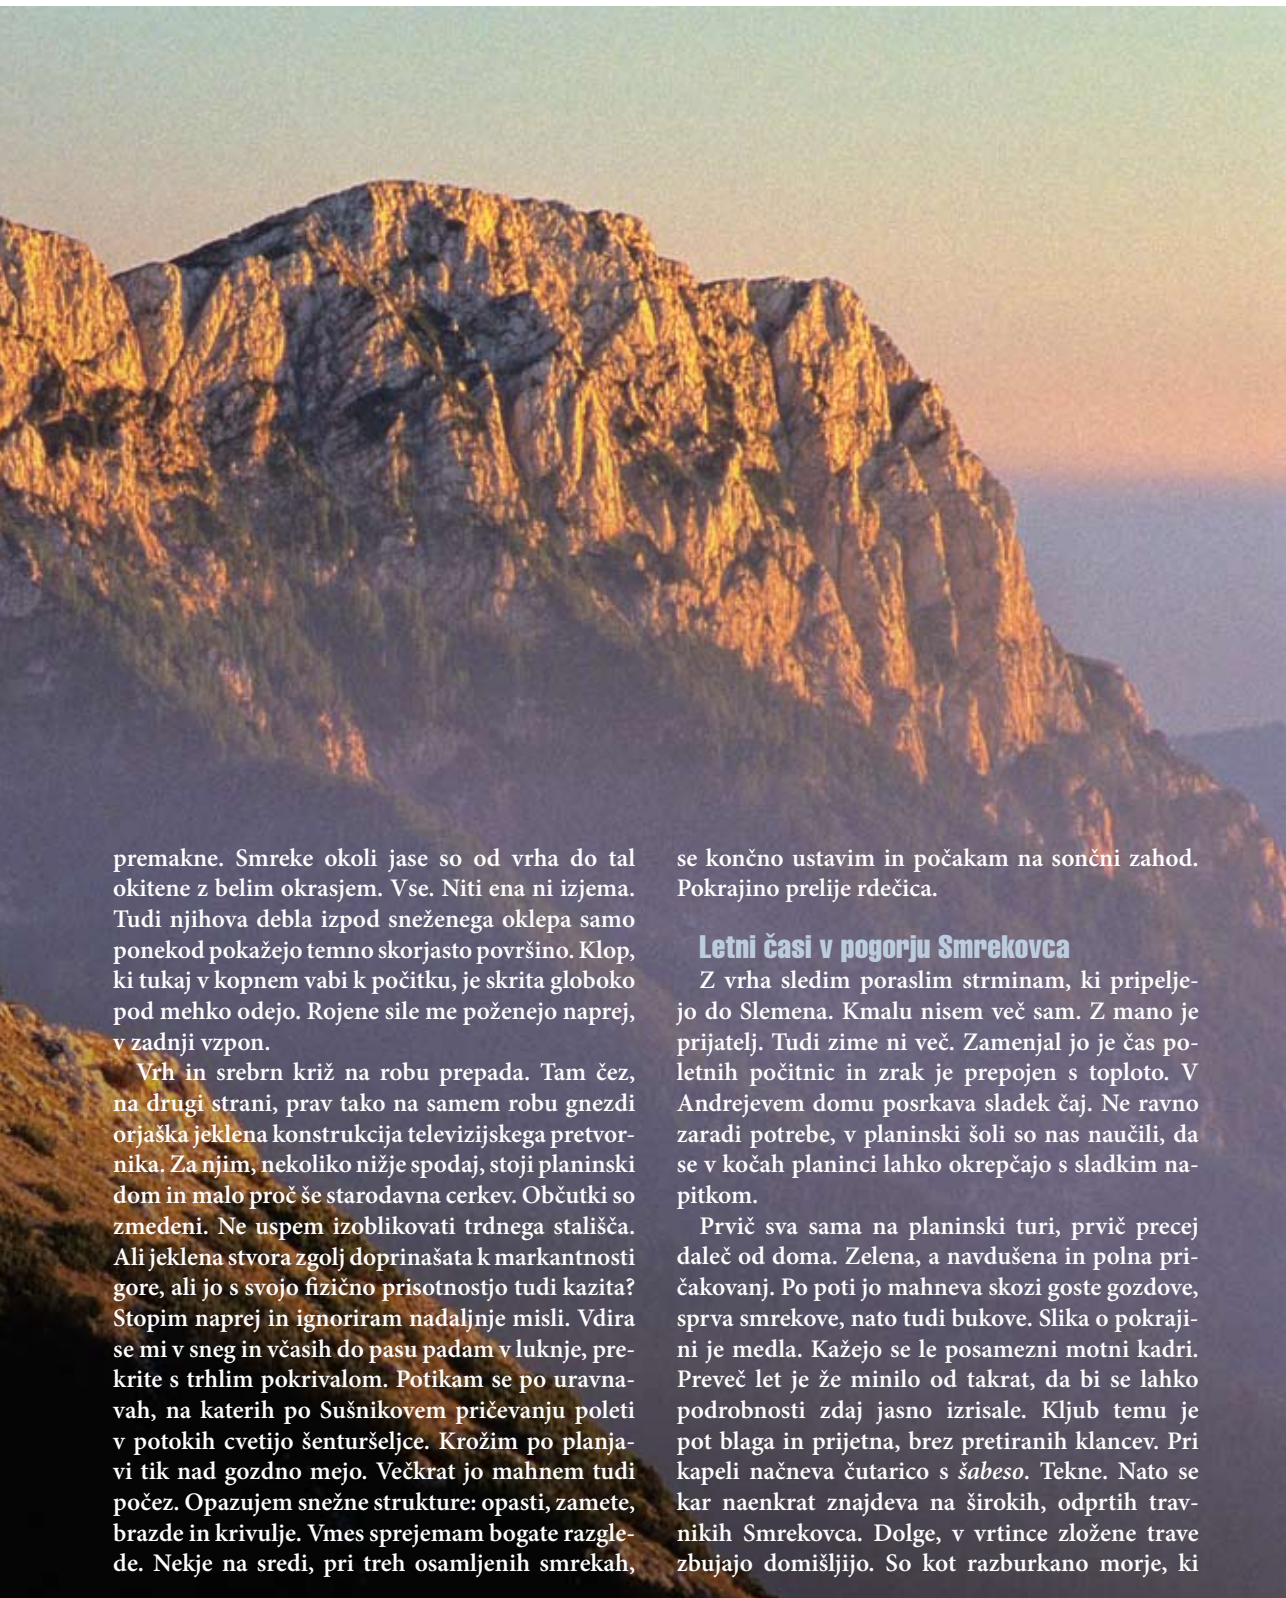 premakne. Smreke okoli jase so od vrha do tal
okitene z belim okrasjem. Vse. Niti ena ni izjema.
Tudi njihova debla izpod sneženega oklepa samo
ponekod pokažejo temno skorjasto površino. Klop,
ki tukaj v kopnem vabi k počitku, je skrita globoko
pod mehko odejo. Rojene sile me poženejo naprej,
v zadnji vzpon.
Vrh in srebrn križ na robu prepada. Tam čez,
na drugi strani, prav tako na samem robu gnezdi
orjaška jeklena konstrukcija televizijskega pretvor-
nika. Za njim, nekoliko nižje spodaj, stoji planinski
dom in malo proč še starodavna cerkev. Občutki so
zmedeni. Ne uspem izoblikovati trdnega stališča.
Ali jeklena stvora zgolj doprinašata k markantnosti
gore, ali jo s svojo fizično prisotnostjo tudi kazita?
Stopim naprej in ignoriram nadaljnje misli. Vdira
se mi v sneg in včasih do pasu padam v luknje, pre-
krite s trhlim pokrivalom. Potikam se po uravna-
vah, na katerih po Sušnikovem pričevanju poleti
v potokih cvetijo šenturšeljce. Krožim po planja-
vi tik nad gozdno mejo. Večkrat jo mahnem tudi
počez. Opazujem snežne strukture: opasti, zamete,
brazde in krivulje. Vmes sprejemam bogate razgle-
de. Nekje na sredi, pri treh osamljenih smrekah,
se končno ustavim in počakam na sončni zahod.
Pokrajino prelije rdečica.
Letni časi v pogorju Smrekovca
Z vrha sledim poraslim strminam, ki pripelje-
jo do Slemena. Kmalu nisem več sam. Z mano je
prijatelj. Tudi zime ni več. Zamenjal jo je čas po-
letnih počitnic in zrak je prepojen s toploto. V
Andrejevem domu posrkava sladek čaj. Ne ravno
zaradi potrebe, v planinski šoli so nas naučili, da
se v kočah planinci lahko okrepčajo s sladkim na-
pitkom.
Prvič sva sama na planinski turi, prvič precej
daleč od doma. Zelena, a navdušena in polna pri-
čakovanj. Po poti jo mahneva skozi goste gozdove,
sprva smrekove, nato tudi bukove. Slika o pokraji-
ni je medla. Kažejo se le posamezni motni kadri.
Preveč let je že minilo od takrat, da bi se lahko
podrobnosti zdaj jasno izrisale. Kljub temu je
pot blaga in prijetna, brez pretiranih klancev. Pri
kapeli načneva čutarico s šabeso. Tekne. Nato se
kar naenkrat znajdeva na širokih, odprtih trav-
nikih Smrekovca. Dolge, v vrtince zložene trave
zbujajo domišljijo. So kot razburkano morje, ki